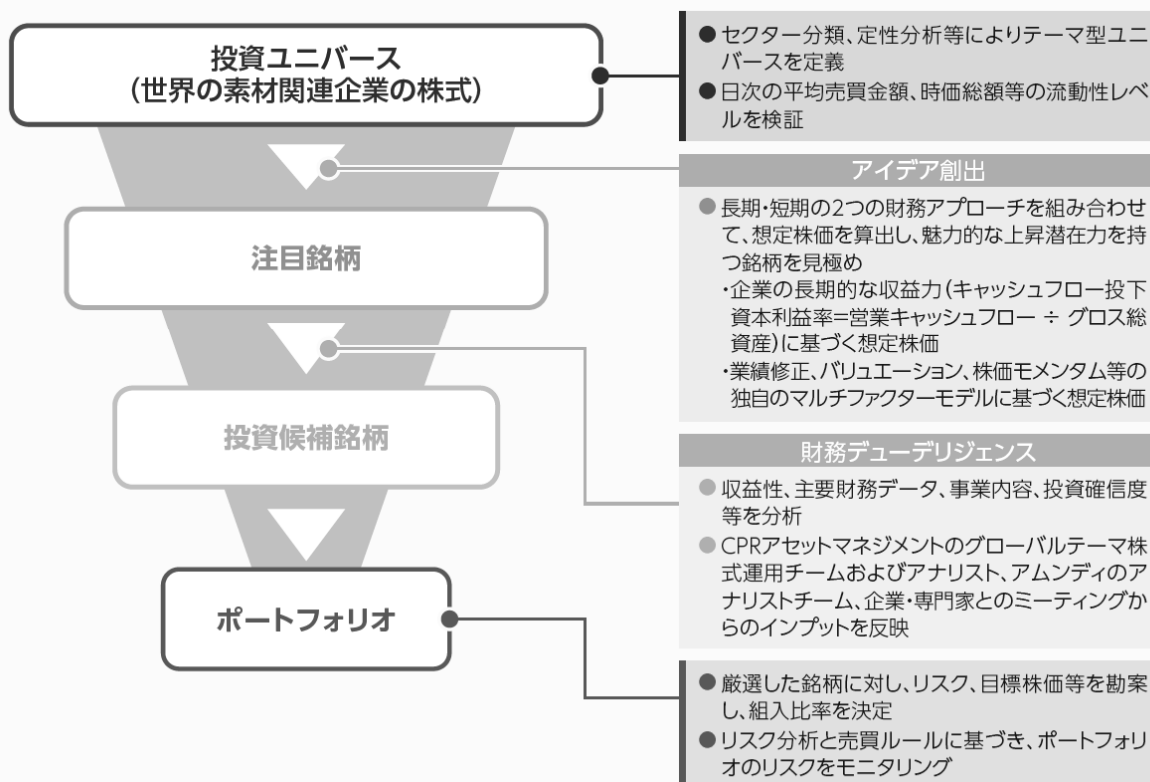 投資ユニバース
(世界の素材関連企業の株式)
● セクター分類、定性分析等によりテーマ型ユニ
バースを定義
● 日次の平均売買金額、時価総額等の流動性レベ
ルを検証
アイデア創出
● 長期・短期の2つの財務アプローチを組み合わせ
て、想定株価を算出し、魅力的な上昇潜在力を持
つ銘柄を見極め
・企業の長期的な収益力(キャッシュフロー投下
資本利益率=営業キャッシュフロー ÷ グロス総
資産)に基づく想定株価
・業績修正、バリュエーション、株価モメンタム等の
独自のマルチファクターモデルに基づく想定株価
注目銘柄
投資候補銘柄
財務デューデリジェンス
● 収益性、主要財務データ、事業内容、投資確信度
等を分析
● CPRアセットマネジメントのグローバルテーマ株
式運用チームおよびアナリスト、アムンディのア
ナリストチーム、企業・専門家とのミーティングか
らのインプットを反映
ポートフォリオ
● 厳選した銘柄に対し、リスク、目標株価等を勘案
し、組入比率を決定
● リスク分析と売買ルールに基づき、ポートフォリ
オのリスクをモニタリング